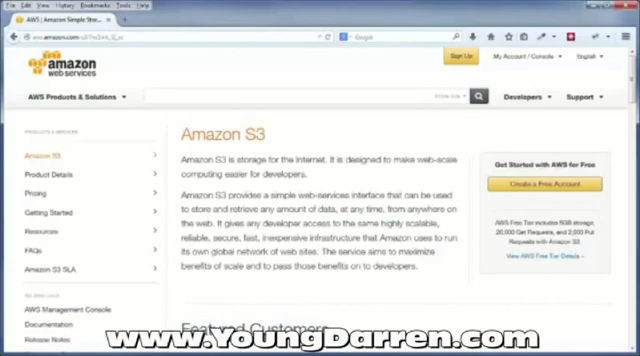 File Edit View History Bookmarks Tools Help
AWS | Amazon Simple Stor...
Google
amazon
web services
Sign Up
My Account / Console
English
AWS Products & Solutions
Developers
Support
PRODUCTS & SERVICES
Amazon S3
Product Details
Pricing
Getting Started
Resources
FAQs
Amazon S3 SLA
RELATED LINKS
AWS Management Console
Documentation
Release Notes
Amazon S3
Amazon S3 is storage for the Internet. It is designed to make web-scale
computing easier for developers.
Amazon S3 provides a simple web-services interface that can be used
to store and retrieve any amount of data, at any time, from anywhere on
the web. It gives any developer access to the same highly scalable,
reliable, secure, fast, inexpensive infrastructure that Amazon uses to run
its own global network of web sites. The service aims to maximize
benefits of scale and to pass those benefits on to developers.
Featured Customers
Get Started with AWS for Free
Create a Free Account
AWS Free Tier includes 5GB storage,
20,000 Get Requests, and 2,000 Put
Requests with Amazon S3.
View AWS Free Tier Details
www.YoungDarren.com